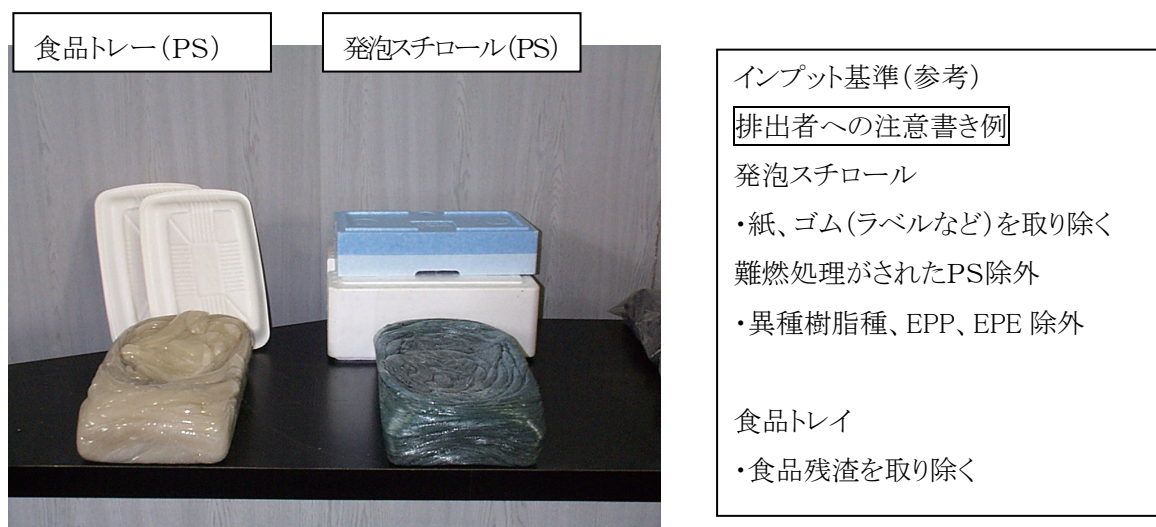 食品トレー(PS)
発泡スチロール(PS)
インプット基準(参考)
排出者への注意書き例
発泡スチロール
・紙、ゴム(ラベルなど)を取り除く
難燃処理がされたPS除外
・異種樹脂種、EPP、EPE 除外
食品トレイ
・食品残渣を取り除く